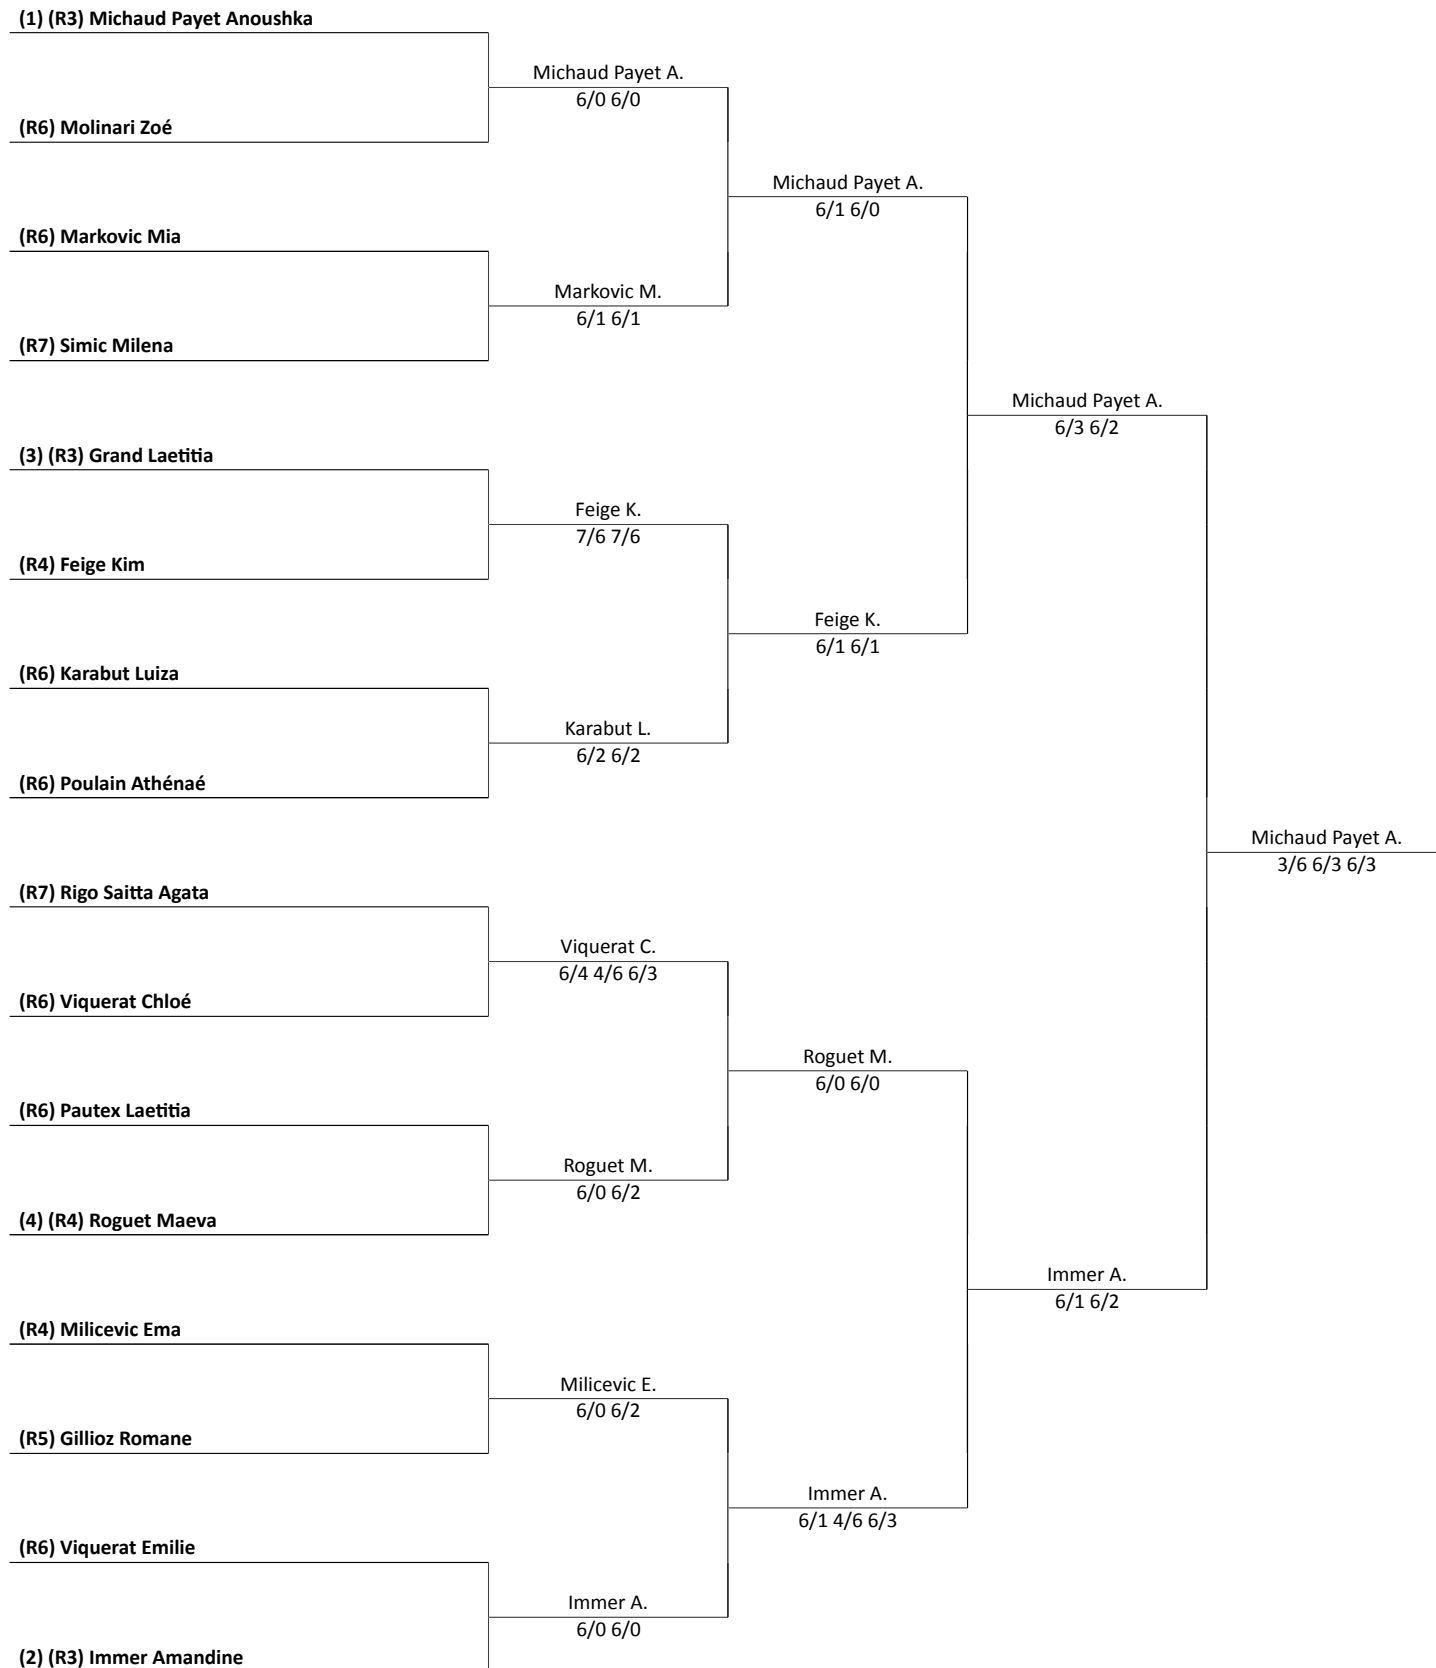 (1) (R3) Michaud Payet Anoushka
Michaud Payet A.
6/0 6/0
(R6) Molinari Zoé
Michaud Payet A.
6/1 6/0
(R6) Markovic Mia
Markovic M.
6/1 6/1
(R7) Simic Milena
Michaud Payet A.
6/3 6/2
(3) (R3) Grand Laetitia
Feige K.
7/6 7/6
(R4) Feige Kim
Feige K.
6/1 6/1
(R6) Karabut Luiza
Karabut L.
6/2 6/2
(R6) Poulain Athénaé
Michaud Payet A.
3/6 6/3 6/3
(R7) Rigo Saitta Agata
Viquerat C.
6/4 4/6 6/3
(R6) Viquerat Chloé
Roguet M.
6/0 6/0
(R6) Pautex Laetitia
Roguet M.
6/0 6/2
(4) (R4) Roguet Maeva
Immer A.
6/1 6/2
(R4) Milicevic Ema
Milicevic E.
6/0 6/2
(R5) Gillioz Romane
Immer A.
6/1 4/6 6/3
(R6) Viquerat Emilie
Immer A.
6/0 6/0
(2) (R3) Immer Amandine